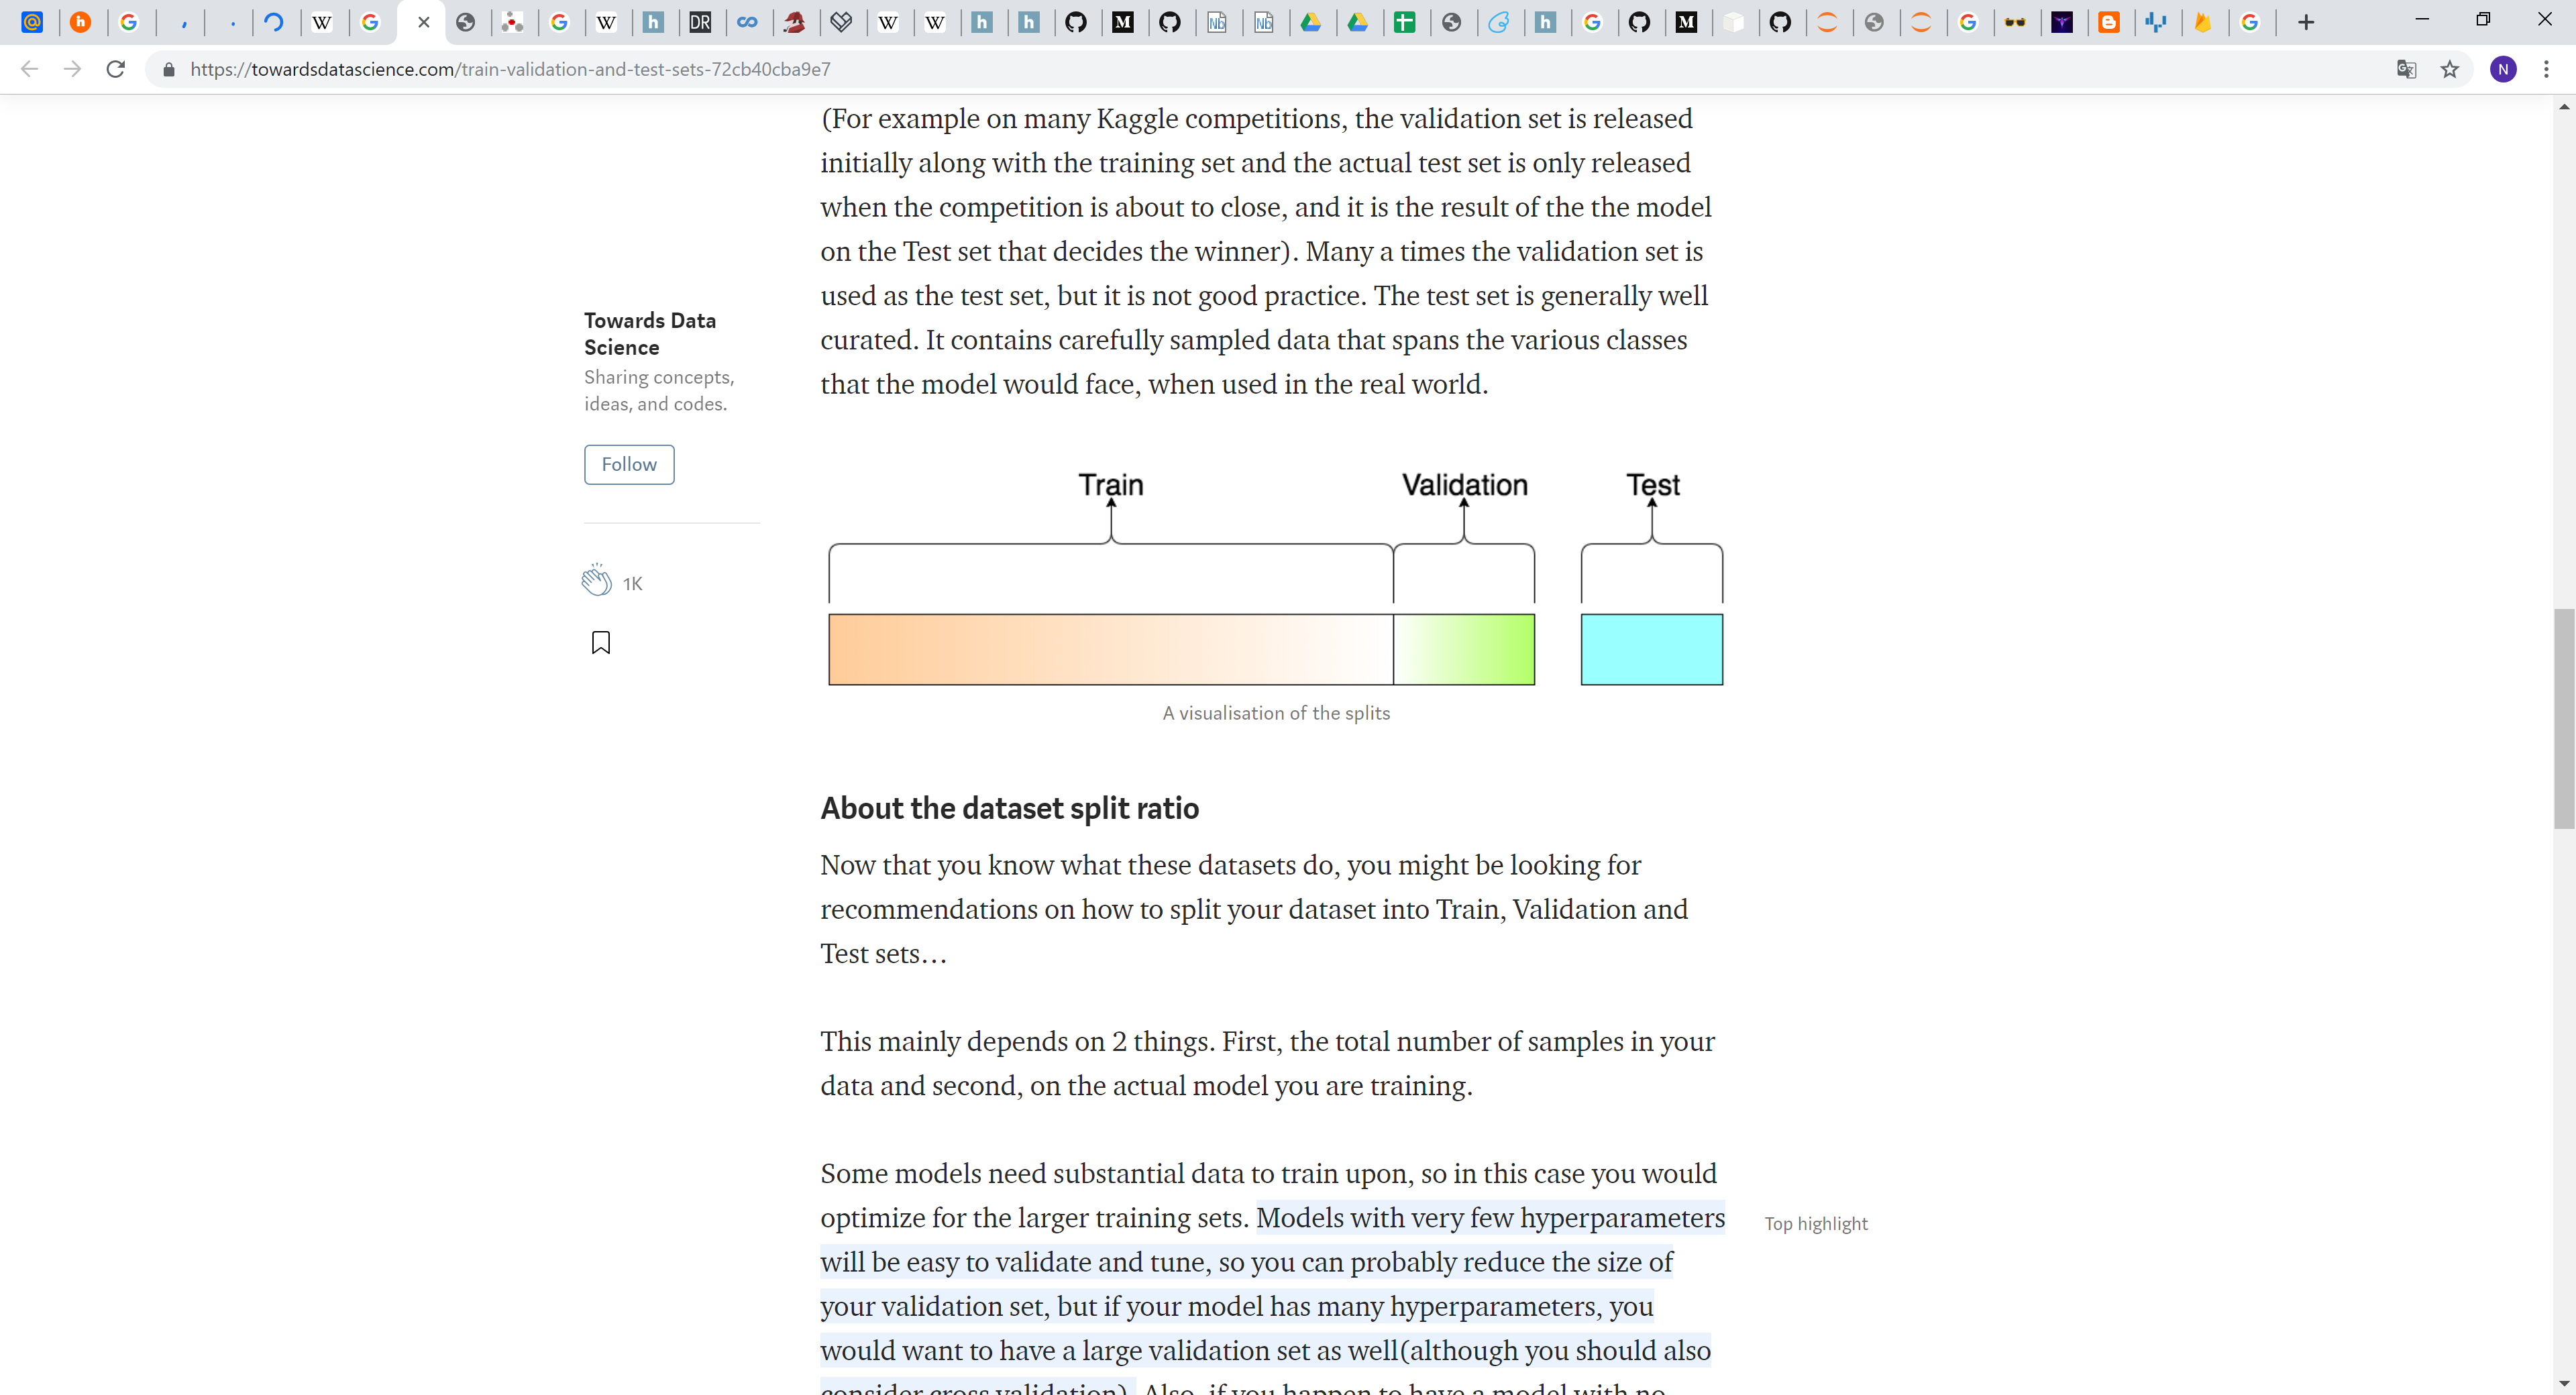 https://towardsdatascience.com/train-validation-and-test-sets-72cb40cba9e7
N
(For example on many Kaggle competitions, the validation set is released
initially along with the training set and the actual test set is only released
when the competition is about to close, and it is the result of the the model
on the Test set that decides the winner). Many a times the validation set is
used as the test set, but it is not good practice. The test set is generally well
curated. It contains carefully sampled data that spans the various classes
that the model would face, when used in the real world.
Towards Data
Science
Sharing concepts,
ideas, and codes.
Follow
1K
Train
Validation
Test
A visualisation of the splits
About the dataset split ratio
Now that you know what these datasets do, you might be looking for
recommendations on how to split your dataset into Train, Validation and
Test sets…
This mainly depends on 2 things. First, the total number of samples in your
data and second, on the actual model you are training.
Some models need substantial data to train upon, so in this case you would
optimize for the larger training sets. Models with very few hyperparameters
will be easy to validate and tune, so you can probably reduce the size of
your validation set, but if your model has many hyperparameters, you
would want to have a large validation set as well(although you should also
consider cross validation). Also, if you happen to have a model with no
Top highlight